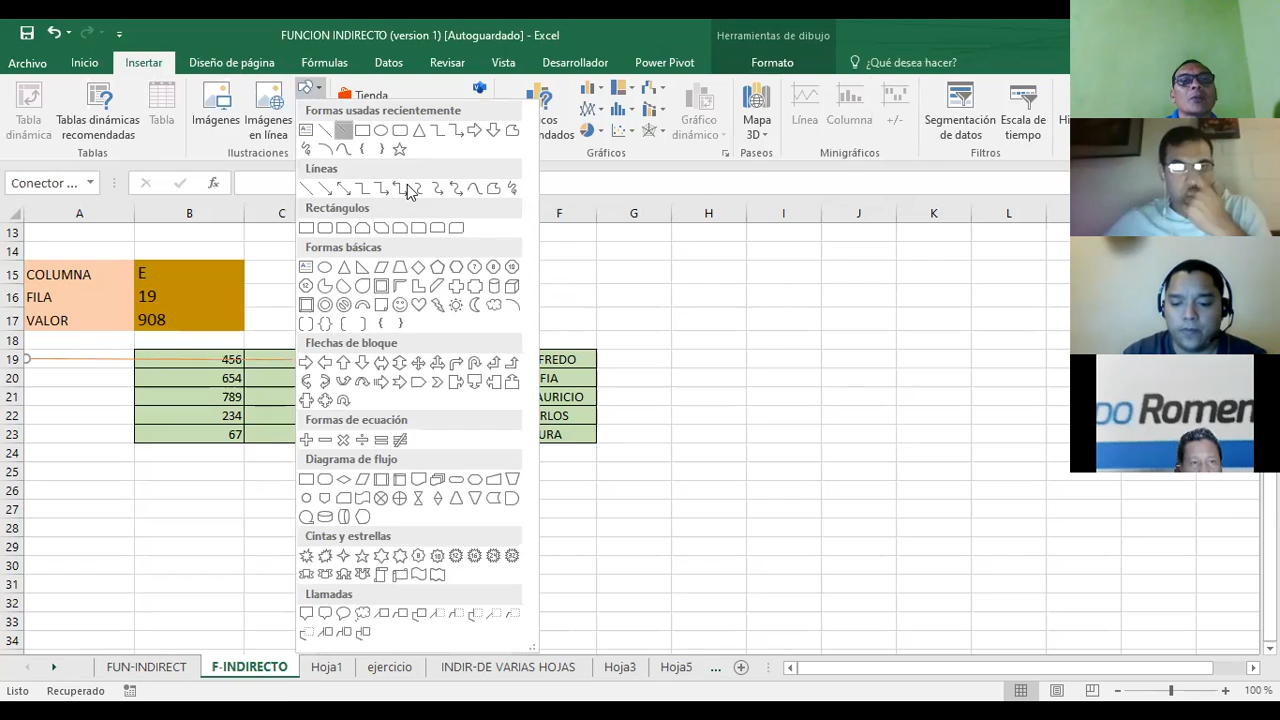 FUNCION INDIRECTO (version 1) [Autoguardado] - Excel
Herramientas de dibujo
Archivo Inicio Insertar Diseño de página Fórmulas Datos Revisar Vista Desarrollador Power Pivot Formato ¿Qué desea hacer?
Tabla dinámica
Tablas dinámicas recomendadas
Tabla
Imágenes
Imágenes en línea
Tienda
Gráfico dinámico
Mapa 3D
Línea
Columna
+/-
Segmentación de datos
Escala de tiempo
Tablas Ilustraciones Gráficos Paseos Minigráficos Filtros
Conector ...
fx
A B C F G H I J K L
13
14
15 COLUMNA E
16 FILA 19
17 VALOR 908
18
19 456 FREDO
20 654 FIA
21 789 AURICIO
22 234 RLOS
23 67 URA
24
25
26
27
28
29
30
31
32
33
34
Formas usadas recientemente
Líneas
Rectángulos
Formas básicas
Flechas de bloque
Formas de ecuación
Diagrama de flujo
Cintas y estrellas
Llamadas
FUN-INDIRECT F-INDIRECTO Hoja1 ejercicio INDIR-DE VARIAS HOJAS Hoja3 Hoja5 ...
Listo Recuperado 100 %
po Romen